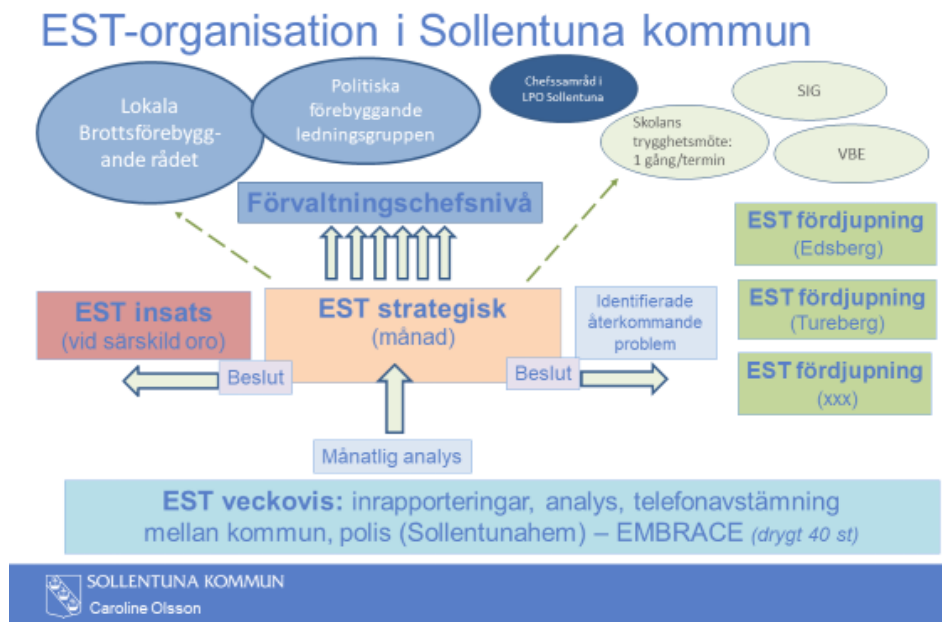 EST-organisation i Sollentuna kommun
Lokala
Brottsförebygg-
ande rådet
Politiska
förebyggande
ledningsgruppen
Chefssamråd i
LPO Sollentuna
Skolans
trygghetsmöte:
1 gång/termin
SIG
VBE
Förvaltningschefsnivå
EST insats
(vid särskild oro)
EST strategisk
(månad)
Identifierade
återkommande
problem
Beslut
Beslut
EST fördjupning
(Edsberg)
EST fördjupning
(Tureberg)
EST fördjupning
(xxx)
Månatlig analys
EST veckovis: inrapporteringar, analys, telefonavstämning
mellan kommun, polis (Sollentunahem) – EMBRACE (drygt 40 st)
SOLLENTUNA KOMMUN
Caroline Olsson